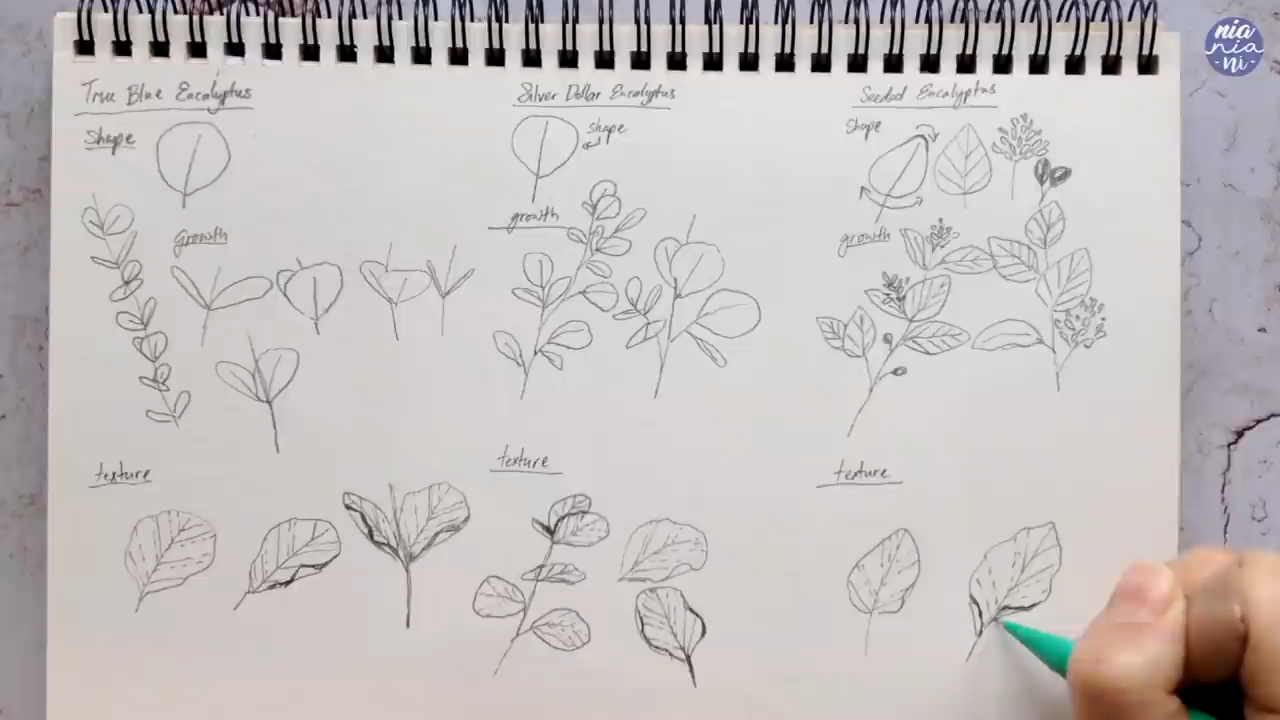 nia
nia
-ni-
True Blue Eucalyptus
Shape
Growth
texture
Silver Dollar Eucalyptus
shape
growth
texture
Seeded Eucalyptus
Shape
growth
texture